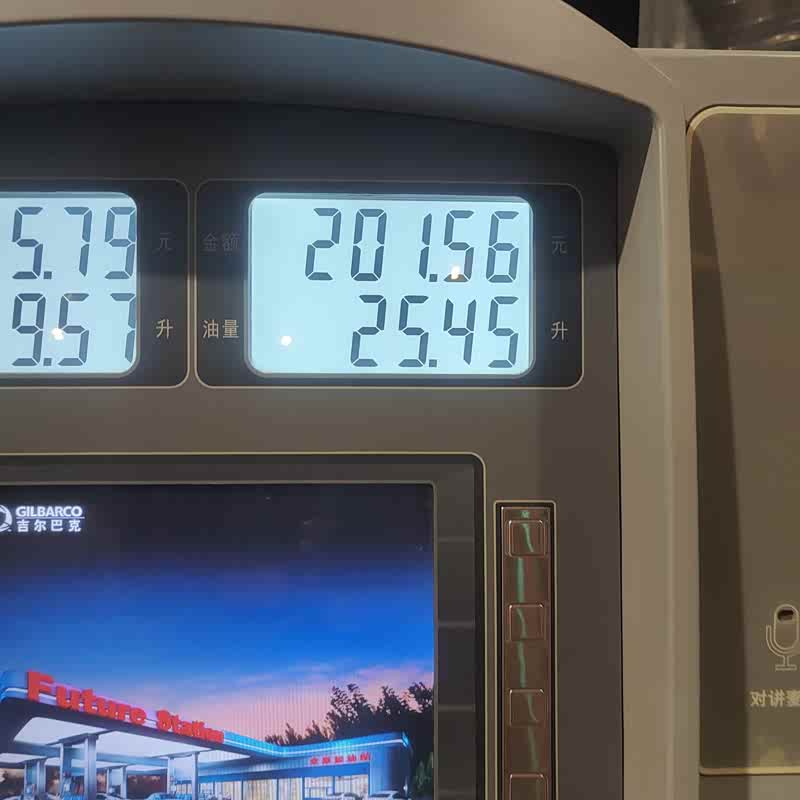 5.79 元
9.57 升
金额 201.56 元
油量 25.45 升
GILBARCO
吉尔巴克
Future Station
对讲麦